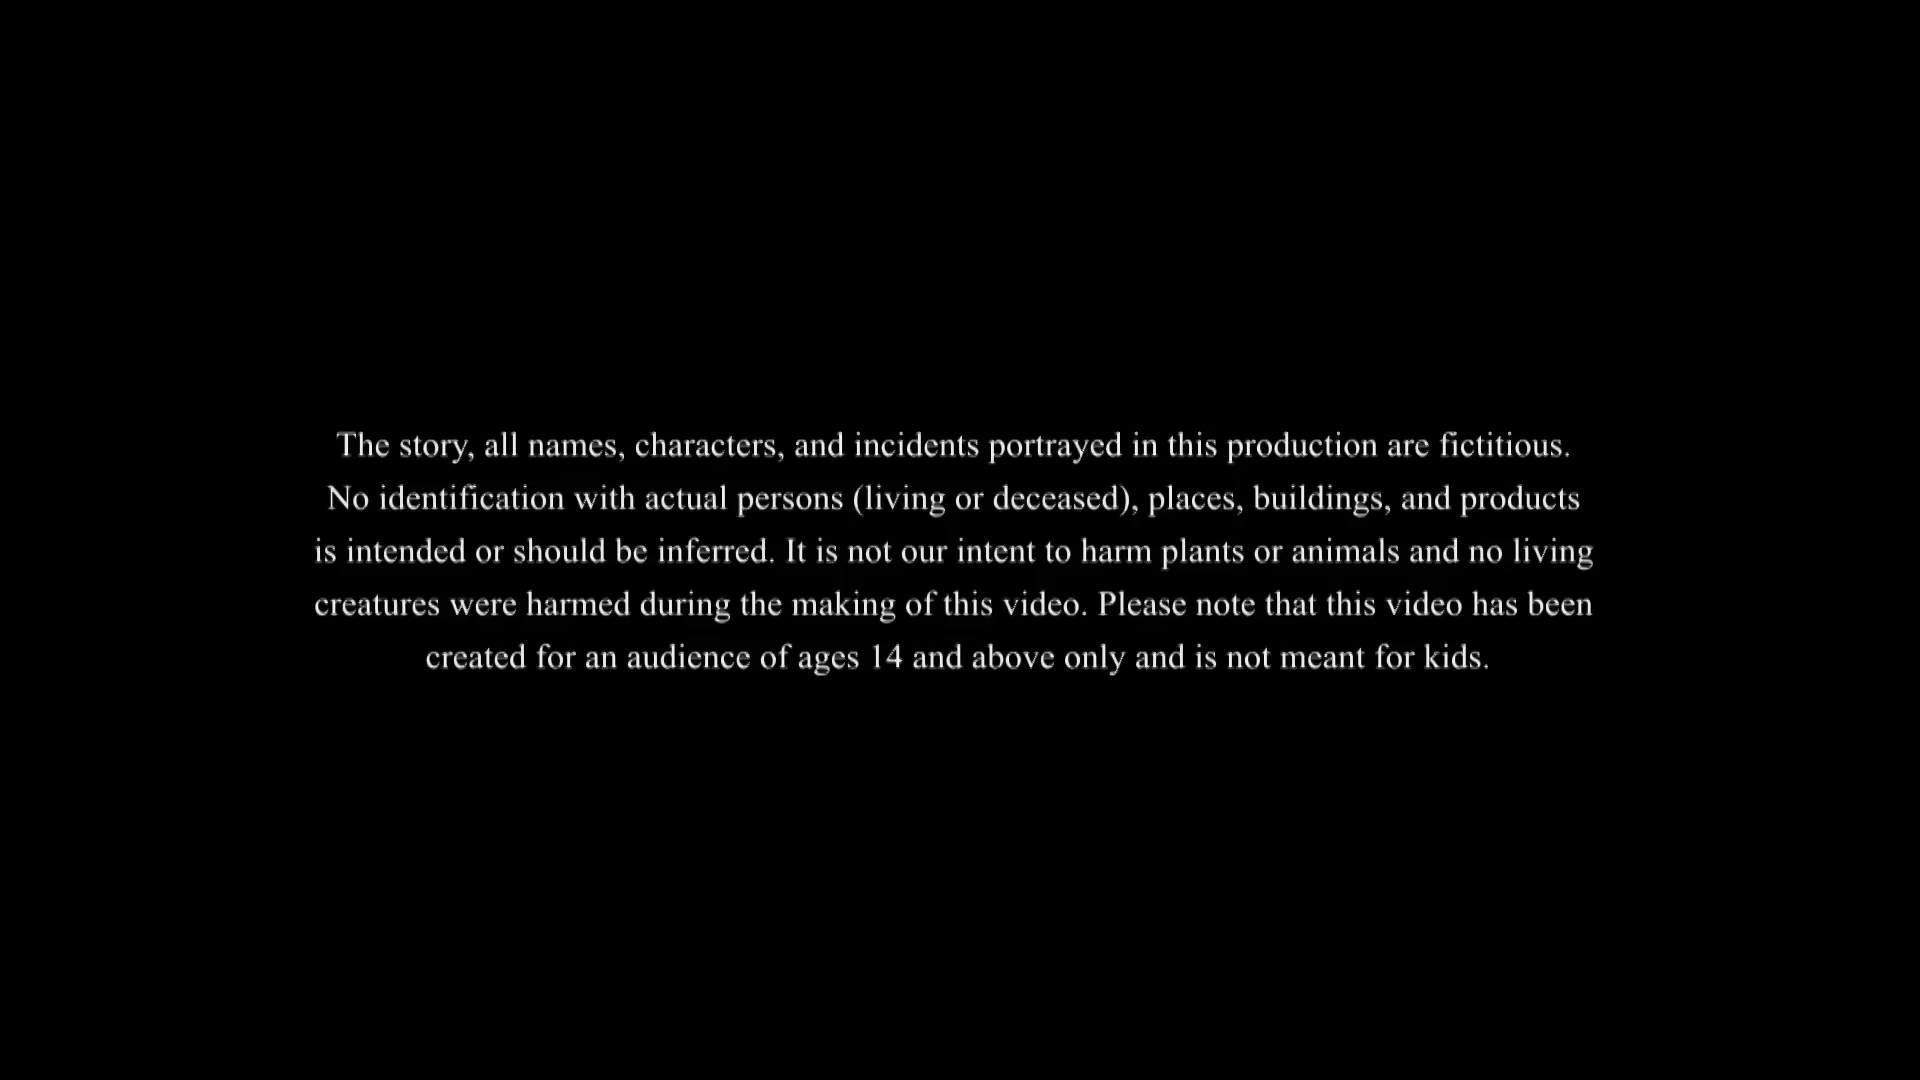 The story, all names, characters, and incidents portrayed in this production are fictitious.
No identification with actual persons (living or deceased), places, buildings, and products
is intended or should be inferred. It is not our intent to harm plants or animals and no living
creatures were harmed during the making of this video. Please note that this video has been
created for an audience of ages 14 and above only and is not meant for kids.